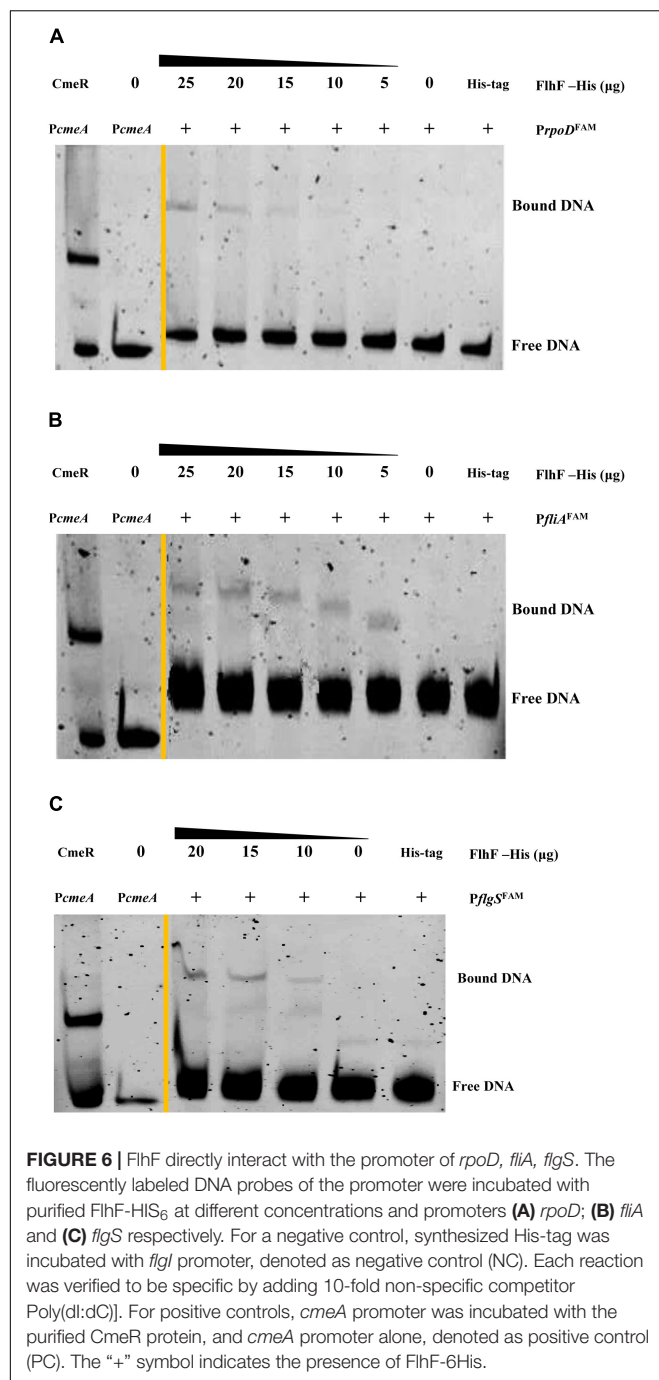 A
CmeR 0 25 20 15 10 5 0 His-tag FlhF –His (µg)
PcmeA PcmeA + + + + + + + PrpoD^FAM
Bound DNA
Free DNA
B
CmeR 0 25 20 15 10 5 0 His-tag FlhF –His (µg)
PcmeA PcmeA + + + + + + + PfliA^FAM
Bound DNA
Free DNA
C
CmeR 0 20 15 10 0 His-tag FlhF –His (µg)
PcmeA PcmeA + + + + + PflgS^FAM
Bound DNA
Free DNA
FIGURE 6 | FlhF directly interact with the promoter of rpoD, fliA, flgS. The
fluorescently labeled DNA probes of the promoter were incubated with
purified FlhF-HIS₆ at different concentrations and promoters (A) rpoD; (B) fliA
and (C) flgS respectively. For a negative control, synthesized His-tag was
incubated with flgI promoter, denoted as negative control (NC). Each reaction
was verified to be specific by adding 10-fold non-specific competitor
Poly(dI:dC)]. For positive controls, cmeA promoter was incubated with the
purified CmeR protein, and cmeA promoter alone, denoted as positive control
(PC). The “+” symbol indicates the presence of FlhF-6His.